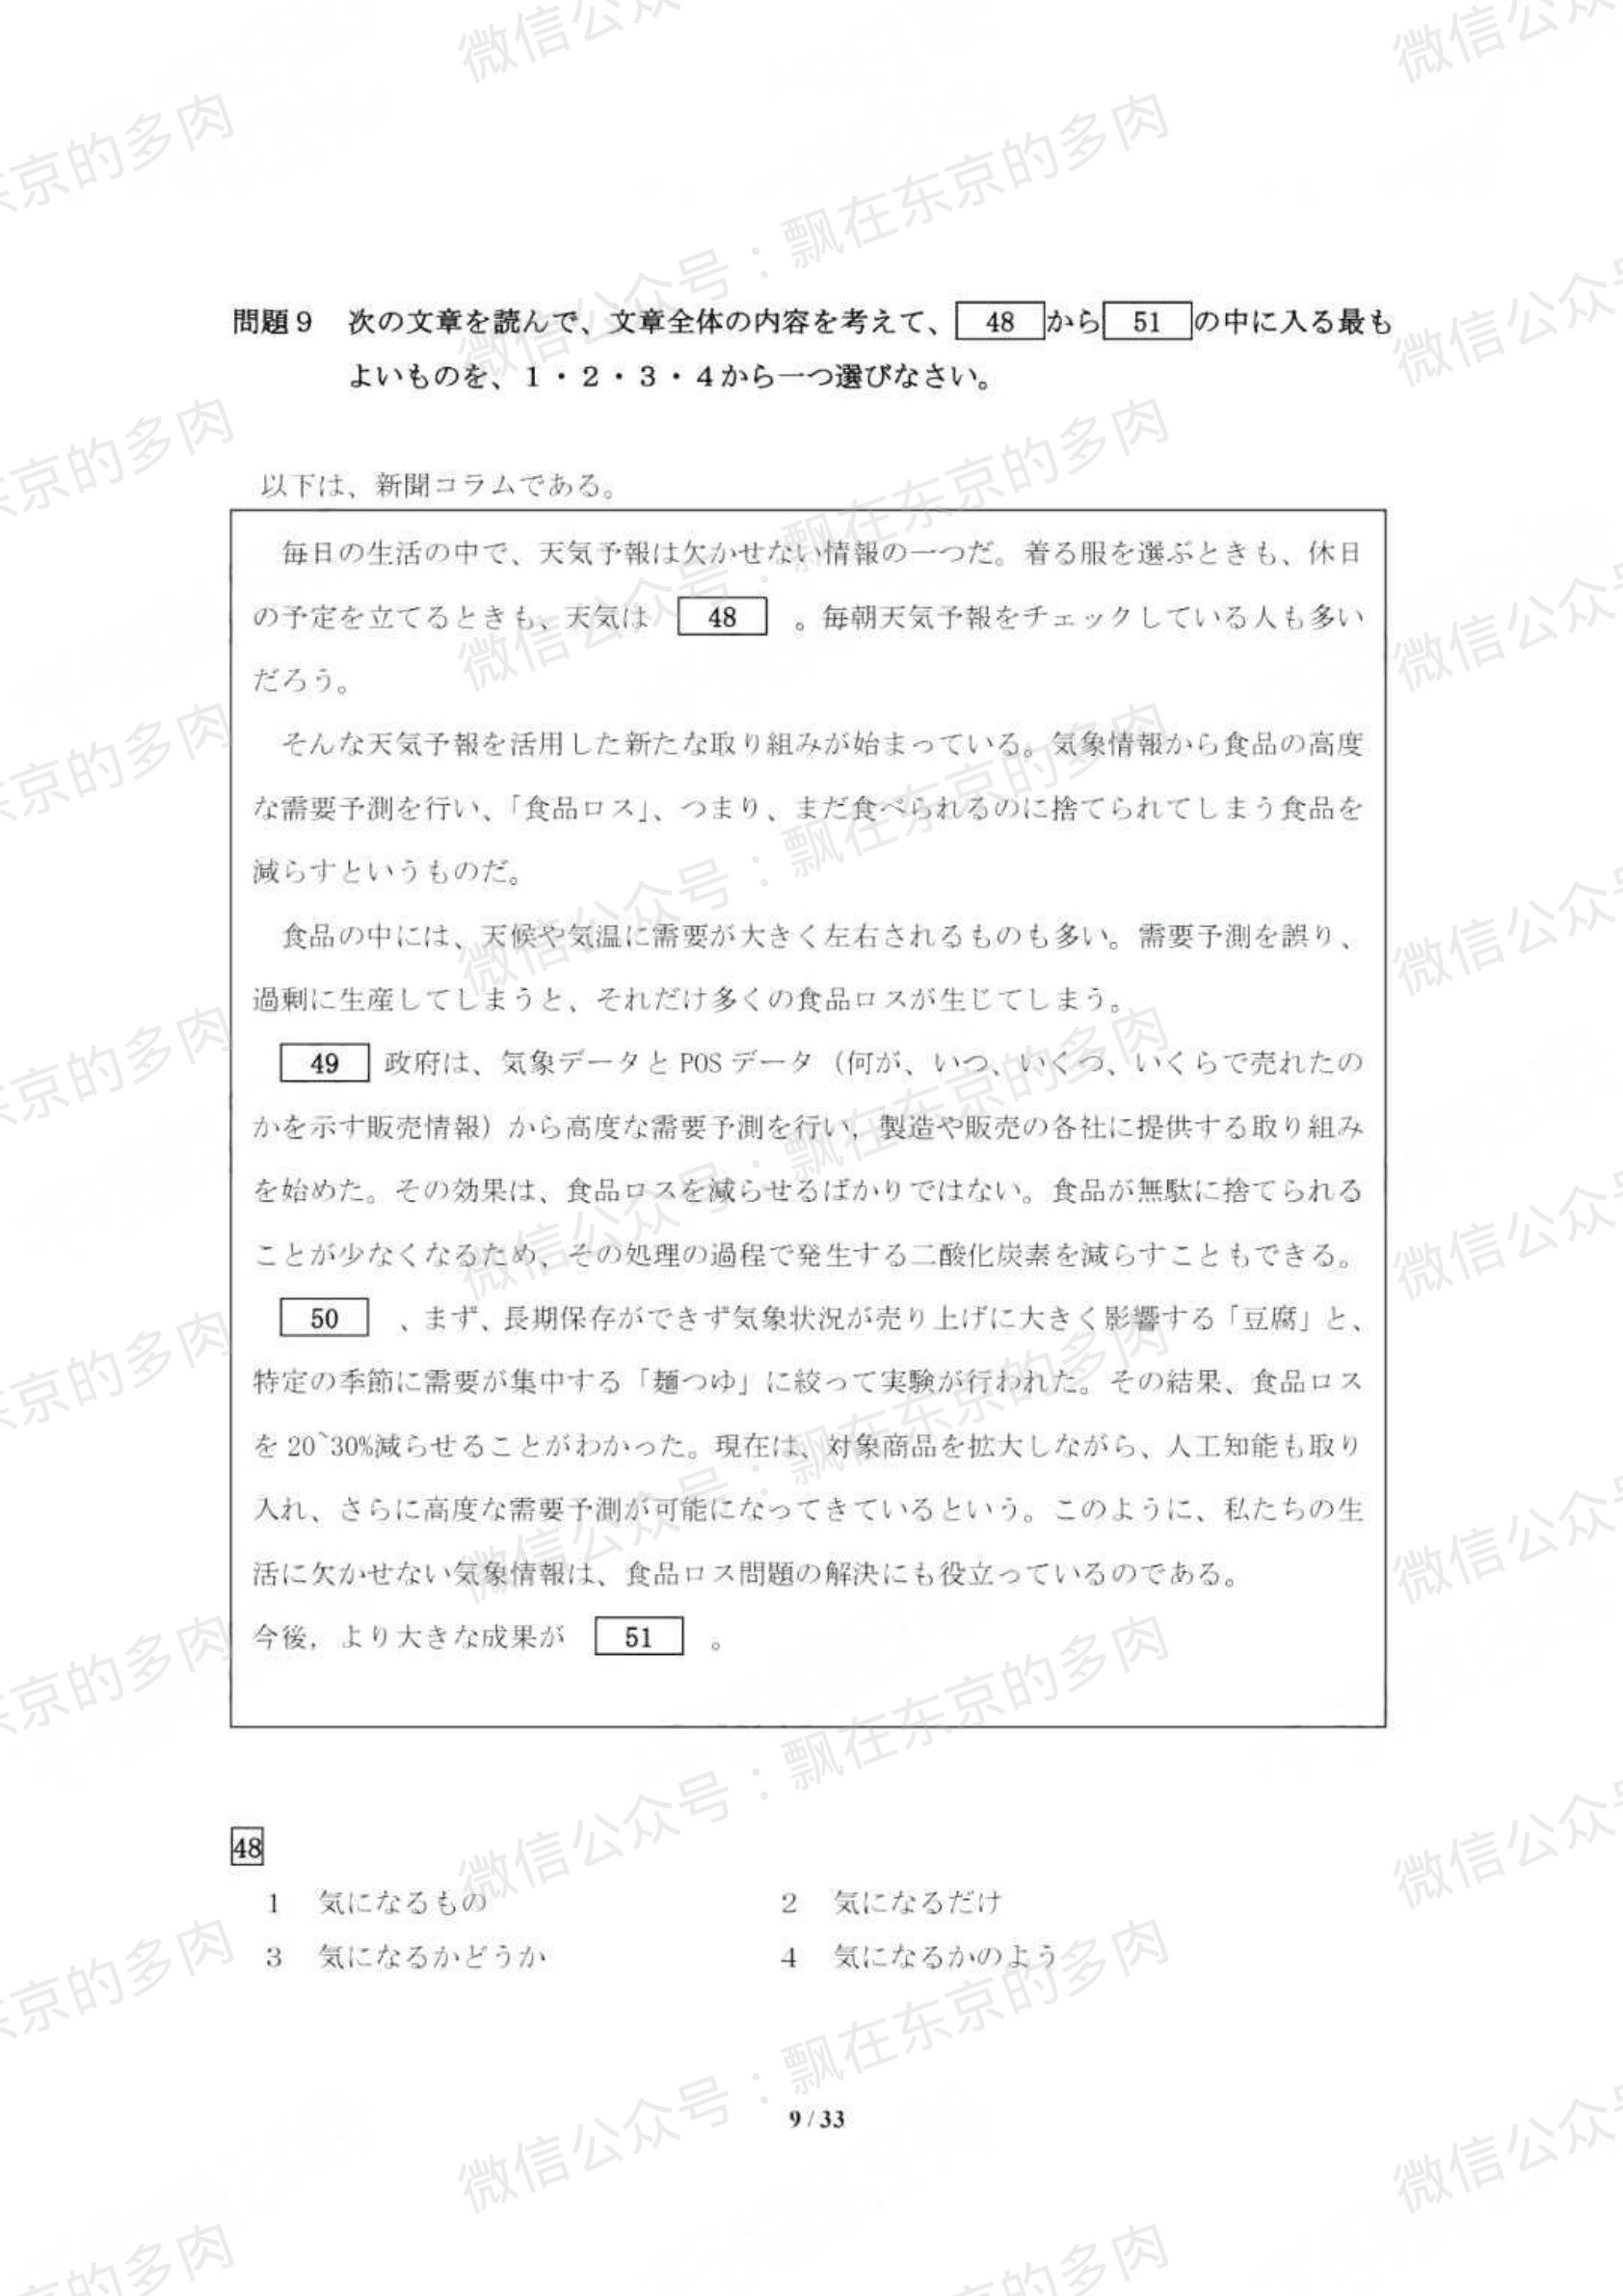 問題9 次の文章を読んで、文章全体の内容を考えて、 48 から 51 の中に入る最も
よいものを、1・2・3・4から一つ選びなさい。
以下は、新聞コラムである。
毎日の生活の中で、天気予報は欠かせない情報の一つだ。着る服を選ぶときも、休日
の予定を立てるときも、天気は 48 。毎朝天気予報をチェックしている人も多い
だろう。
そんな天気予報を活用した新たな取り組みが始まっている。気象情報から食品の高度
な需要予測を行い、「食品ロス」、つまり、まだ食べられるのに捨てられてしまう食品を
減らすというものだ。
食品の中には、天候や気温に需要が大きく左右されるものも多い。需要予測を誤り、
過剰に生産してしまうと、それだけ多くの食品ロスが生じてしまう。
49 政府は、気象データと POS データ（何が、いつ、いくつ、いくらで売れたの
かを示す販売情報）から高度な需要予測を行い，製造や販売の各社に提供する取り組み
を始めた。その効果は、食品ロスを減らせるばかりではない。食品が無駄に捨てられる
ことが少なくなるため、その処理の過程で発生する二酸化炭素を減らすこともできる。
50 、まず、長期保存ができず気象状況が売り上げに大きく影響する「豆腐」と、
特定の季節に需要が集中する「麺つゆ」に絞って実験が行われた。その結果、食品ロス
を 20~30%減らせることがわかった。現在は、対象商品を拡大しながら、人工知能も取り
入れ、さらに高度な需要予測が可能になってきているという。このように、私たちの生
活に欠かせない気象情報は、食品ロス問題の解決にも役立っているのである。
今後，より大きな成果が 51 。
48
1 気になるもの 2 気になるだけ
3 気になるかどうか 4 気になるかのよう
9 / 33
微信公众号：飘在东京的多肉